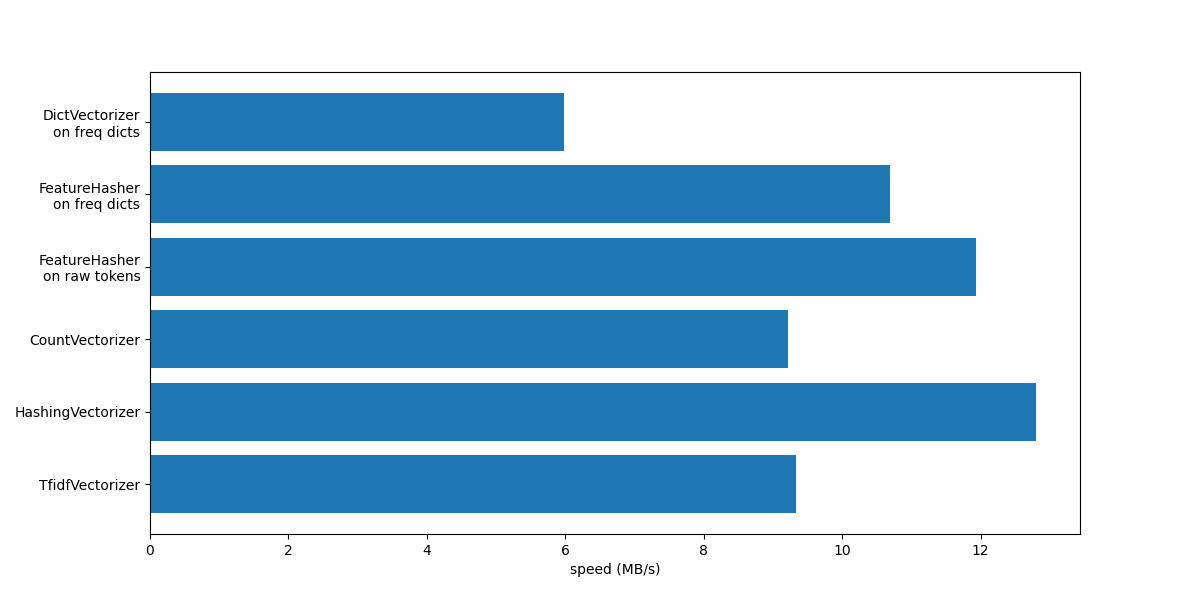 DictVectorizer
on freq dicts
FeatureHasher
on freq dicts
FeatureHasher
on raw tokens
CountVectorizer
HashingVectorizer
TfidfVectorizer
0 2 4 6 8 10 12
speed (MB/s)